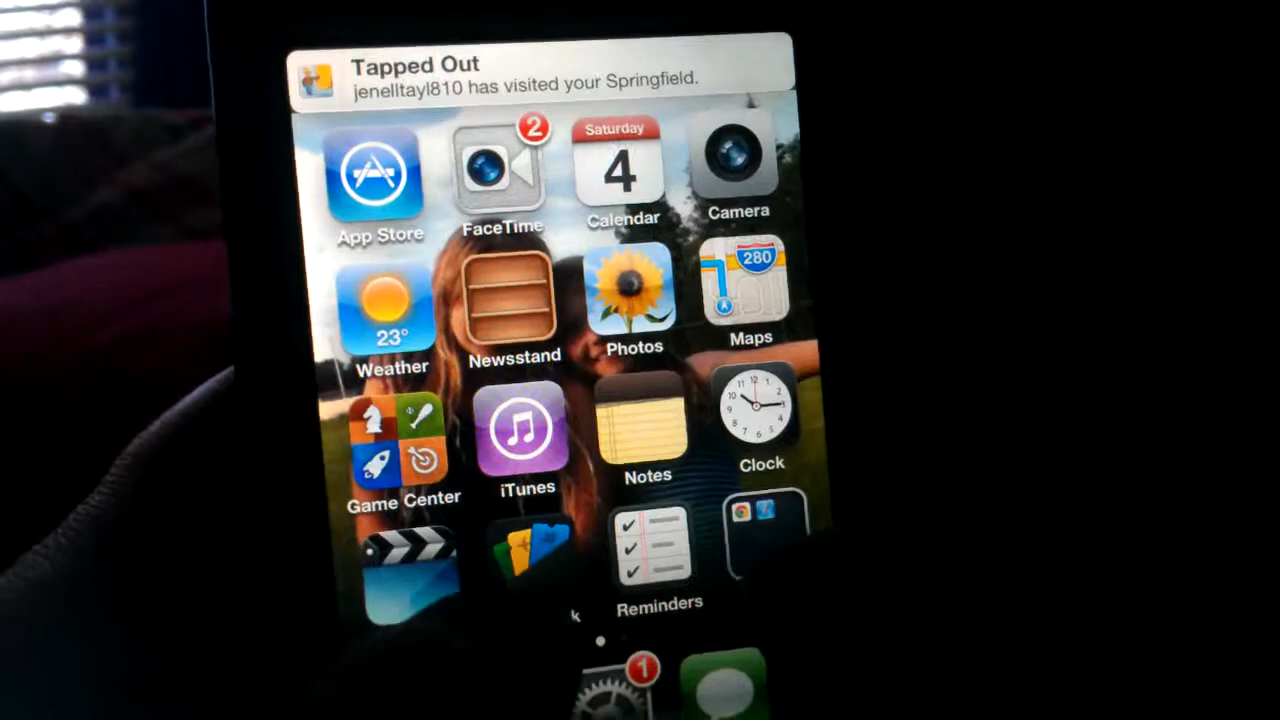 Tapped Out
jenelltayl810 has visited your Springfield.
2
Saturday
4
App Store
FaceTime
Calendar
Camera
280
23°
Weather
Newsstand
Photos
Maps
Game Center
iTunes
Notes
Clock
k
Reminders
1